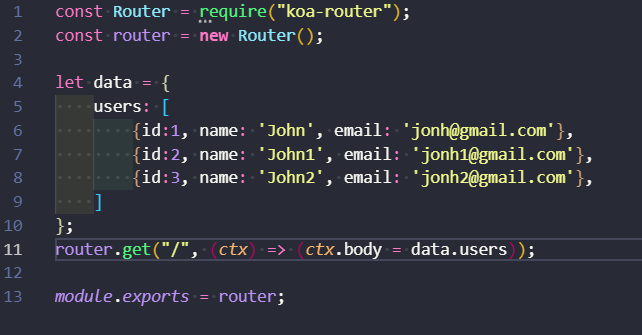 1 const Router = require("koa-router");
2 const router = new Router();
3
4 let data = {
5 users: [
6 {id:1, name: 'John', email: 'jonh@gmail.com'},
7 {id:2, name: 'John1', email: 'jonh1@gmail.com'},
8 {id:3, name: 'John2', email: 'jonh2@gmail.com'},
9 ]
10 };
11 router.get("/", (ctx) => (ctx.body = data.users));
12
13 module.exports = router;